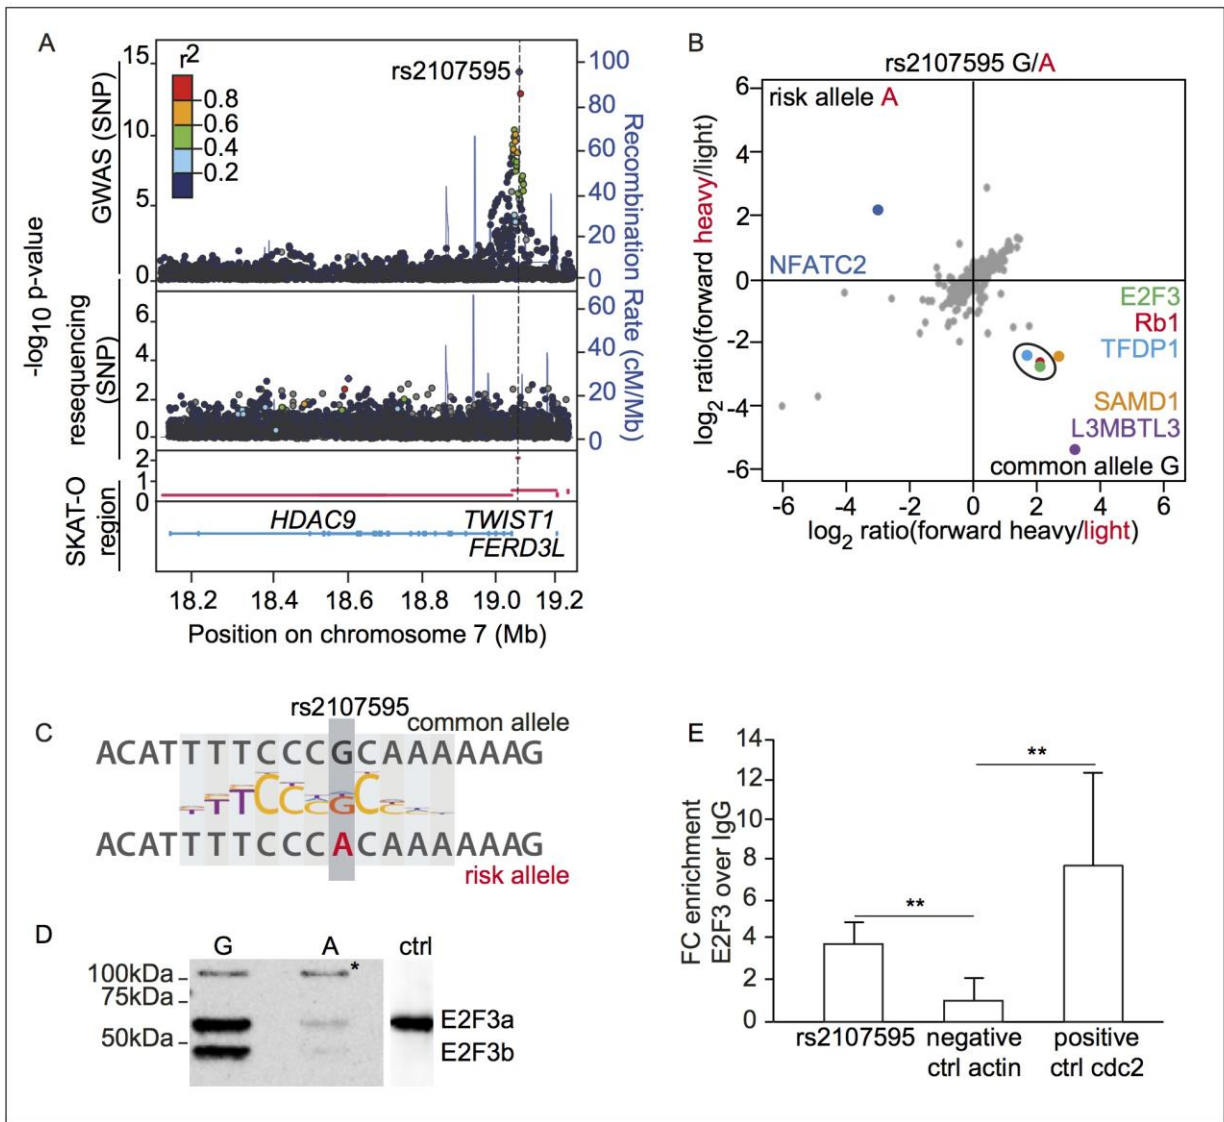 A
r2
0.8
0.6
0.4
0.2
rs2107595
15
10
5
0
100
80
60
40
20
0
GWAS (SNP)
-log10 p-value
Recombination Rate (cM/Mb)
resequencing
(SNP)
6
4
2
0
60
40
20
0
SKAT-O
region
2
1
0
HDAC9
TWIST1
FERD3L
18.2 18.4 18.6 18.8 19.0 19.2
Position on chromosome 7 (Mb)
B
rs2107595 G/A
risk allele A
NFATC2
E2F3
Rb1
TFDP1
SAMD1
L3MBTL3
common allele G
6
4
2
0
-2
-4
-6
log2 ratio(forward heavy/light)
-6 -4 -2 0 2 4 6
log2 ratio(forward heavy/light)
C
rs2107595
common allele
ACATTTTCCCGCAAAAAAG
ACATTTTCCCACAAAAAAG
risk allele
D
G A ctrl
*
100kDa
75kDa
50kDa
E2F3a
E2F3b
E
FC enrichment
E2F3 over IgG
14
12
10
8
6
4
2
0
**
**
rs2107595 negative positive
ctrl actin ctrl cdc2